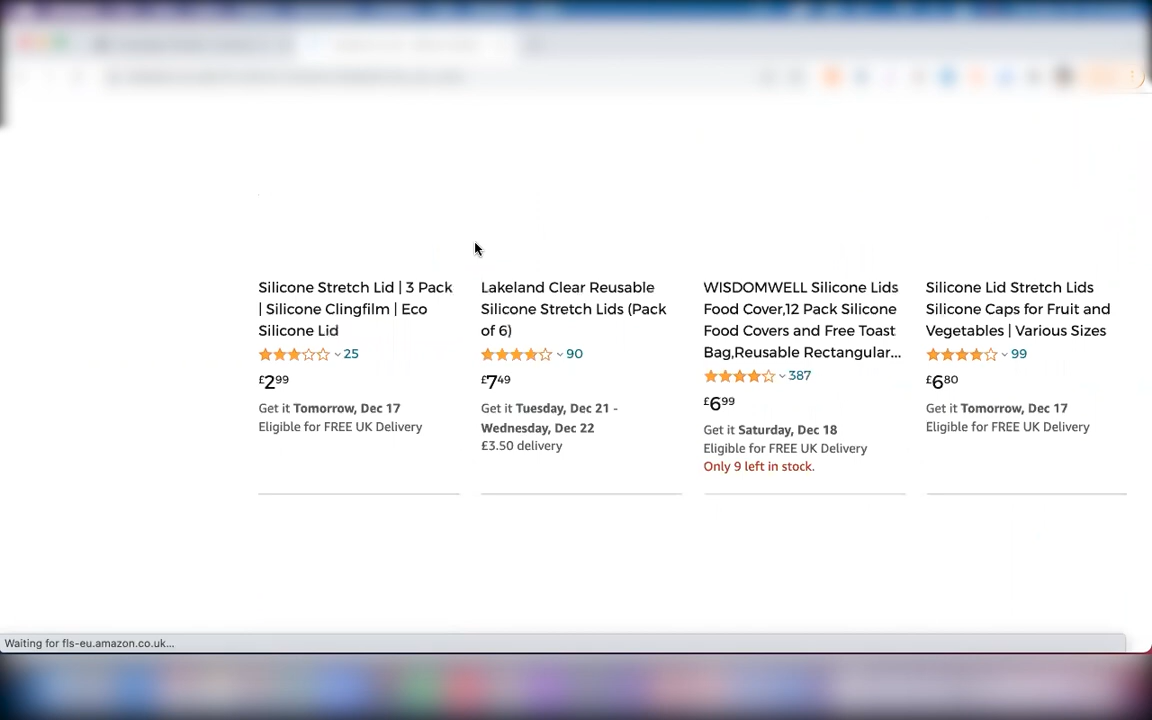 Silicone Stretch Lid | 3 Pack
| Silicone Clingfilm | Eco
Silicone Lid
25
£2.99
Get it Tomorrow, Dec 17
Eligible for FREE UK Delivery
Lakeland Clear Reusable
Silicone Stretch Lids (Pack
of 6)
90
£7.49
Get it Tuesday, Dec 21 -
Wednesday, Dec 22
£3.50 delivery
WISDOMWELL Silicone Lids
Food Cover,12 Pack Silicone
Food Covers and Free Toast
Bag,Reusable Rectangular...
387
£6.99
Get it Saturday, Dec 18
Eligible for FREE UK Delivery
Only 9 left in stock.
Silicone Lid Stretch Lids
Silicone Caps for Fruit and
Vegetables | Various Sizes
99
£6.80
Get it Tomorrow, Dec 17
Eligible for FREE UK Delivery
Waiting for fls-eu.amazon.co.uk...